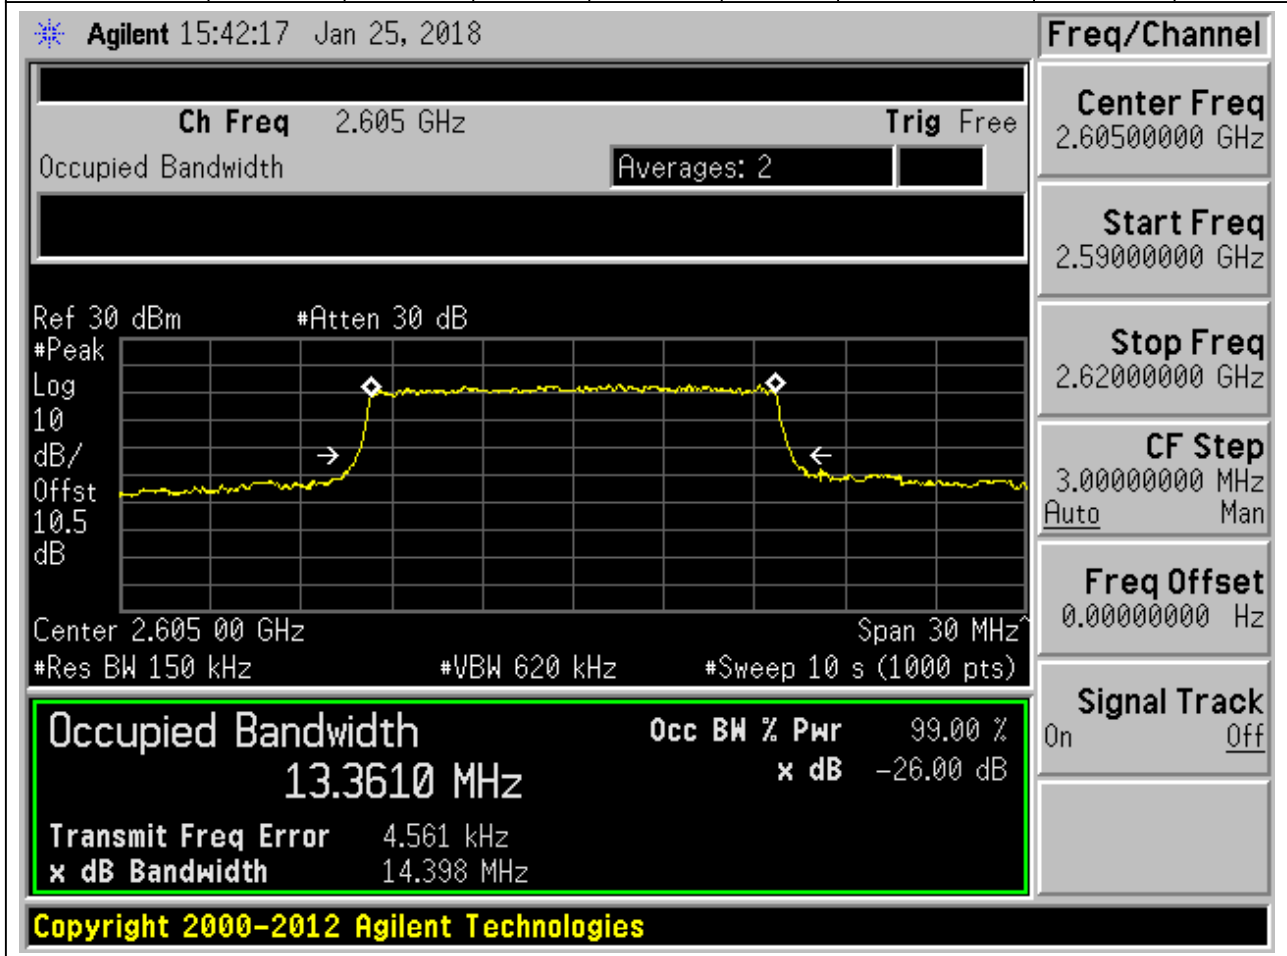 Agilent 15:42:17 Jan 25, 2018
Ch Freq 2.605 GHz Trig Free
Occupied Bandwidth Averages: 2
Ref 30 dBm #Atten 30 dB
#Peak
Log
10
dB/
Offst
10.5
dB
Center 2.605 00 GHz Span 30 MHz^
#Res BW 150 kHz #VBW 620 kHz #Sweep 10 s (1000 pts)
Occupied Bandwidth Occ BW % Pwr 99.00 %
13.3610 MHz x dB -26.00 dB
Transmit Freq Error 4.561 kHz
x dB Bandwidth 14.398 MHz
Copyright 2000-2012 Agilent Technologies
Freq/Channel
Center Freq
2.60500000 GHz
Start Freq
2.59000000 GHz
Stop Freq
2.62000000 GHz
CF Step
3.00000000 MHz
Auto Man
Freq Offset
0.00000000 Hz
Signal Track
On Off